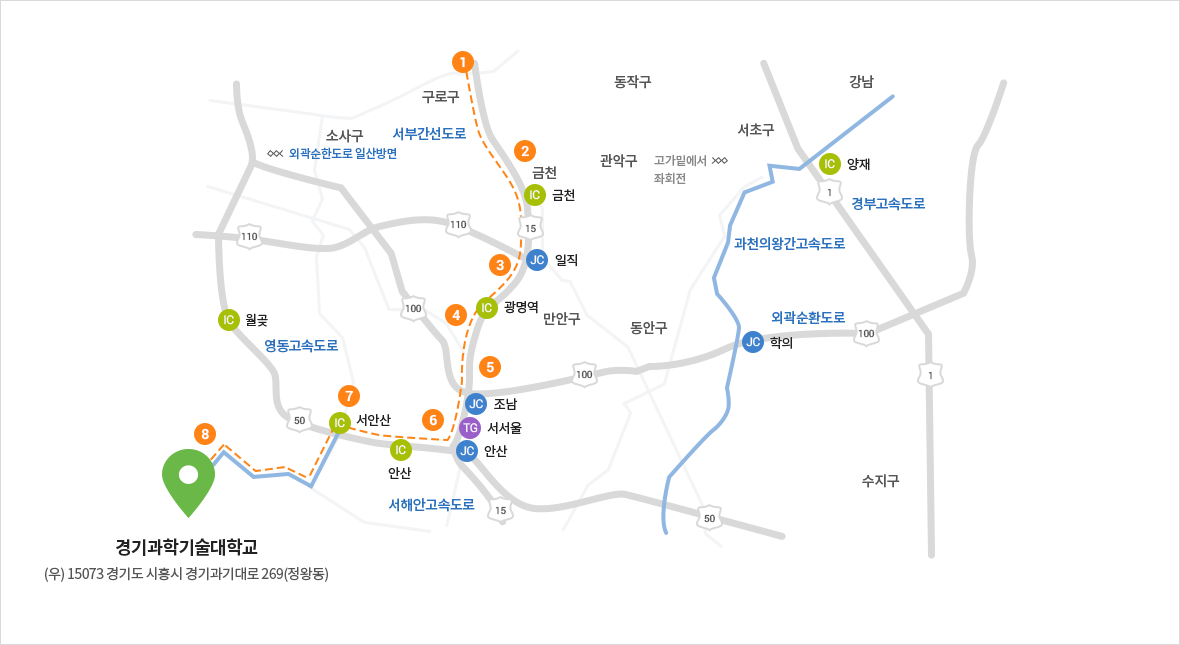 1
동작구
강남
구로구
서초구
소사구
서부간선도로
외곽순환도로 일산방면
2
금천
관악구
고가밑에서
좌회전
IC 양재
1
IC 금천
경부고속도로
110
110
15
과천의왕간고속도로
3
JC 일직
100
IC 광명역
4
만안구
동안구
외곽순환도로
100
IC 월곶
영동고속도로
JC 학의
5
100
1
7
JC 조남
50
IC 서안산
6
TG 서서울
8
IC
안산
JC 안산
수지구
서해안고속도로
15
50
경기과학기술대학교
(우) 15073 경기도 시흥시 경기과기대로 269(정왕동)